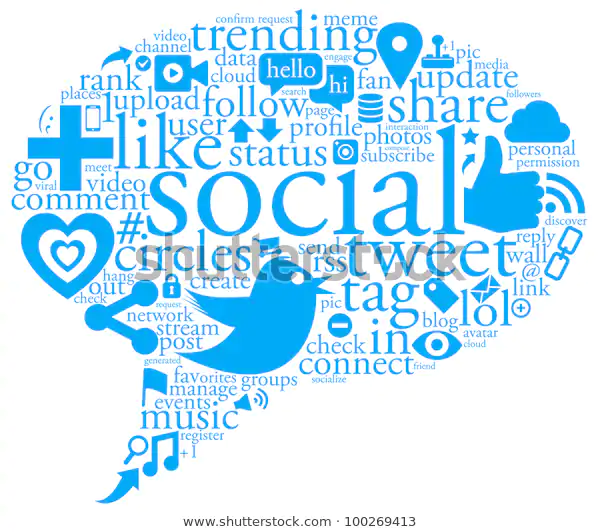 confirm request
meme
trending
video
channel
data
engage
+1
pic
media
rank
cloud
hello
hi
fan
update
followers
places
upload
search
follow
page
share
user
profile
interaction
photos
personal
like
status
compose
subscribe
permission
meet
go
viral
video
social
comment
discover
#
circles
send
rss
tweet
reply
wall
@
hang
out
create
link
check
request
pic
tag
network
stream
lol
blog
post
check
in
avatar
cloud
generated
connect
friend
favorites
groups
socialize
manage
events
music
register
+1
shutterstock
shutterstock.com · 100269413